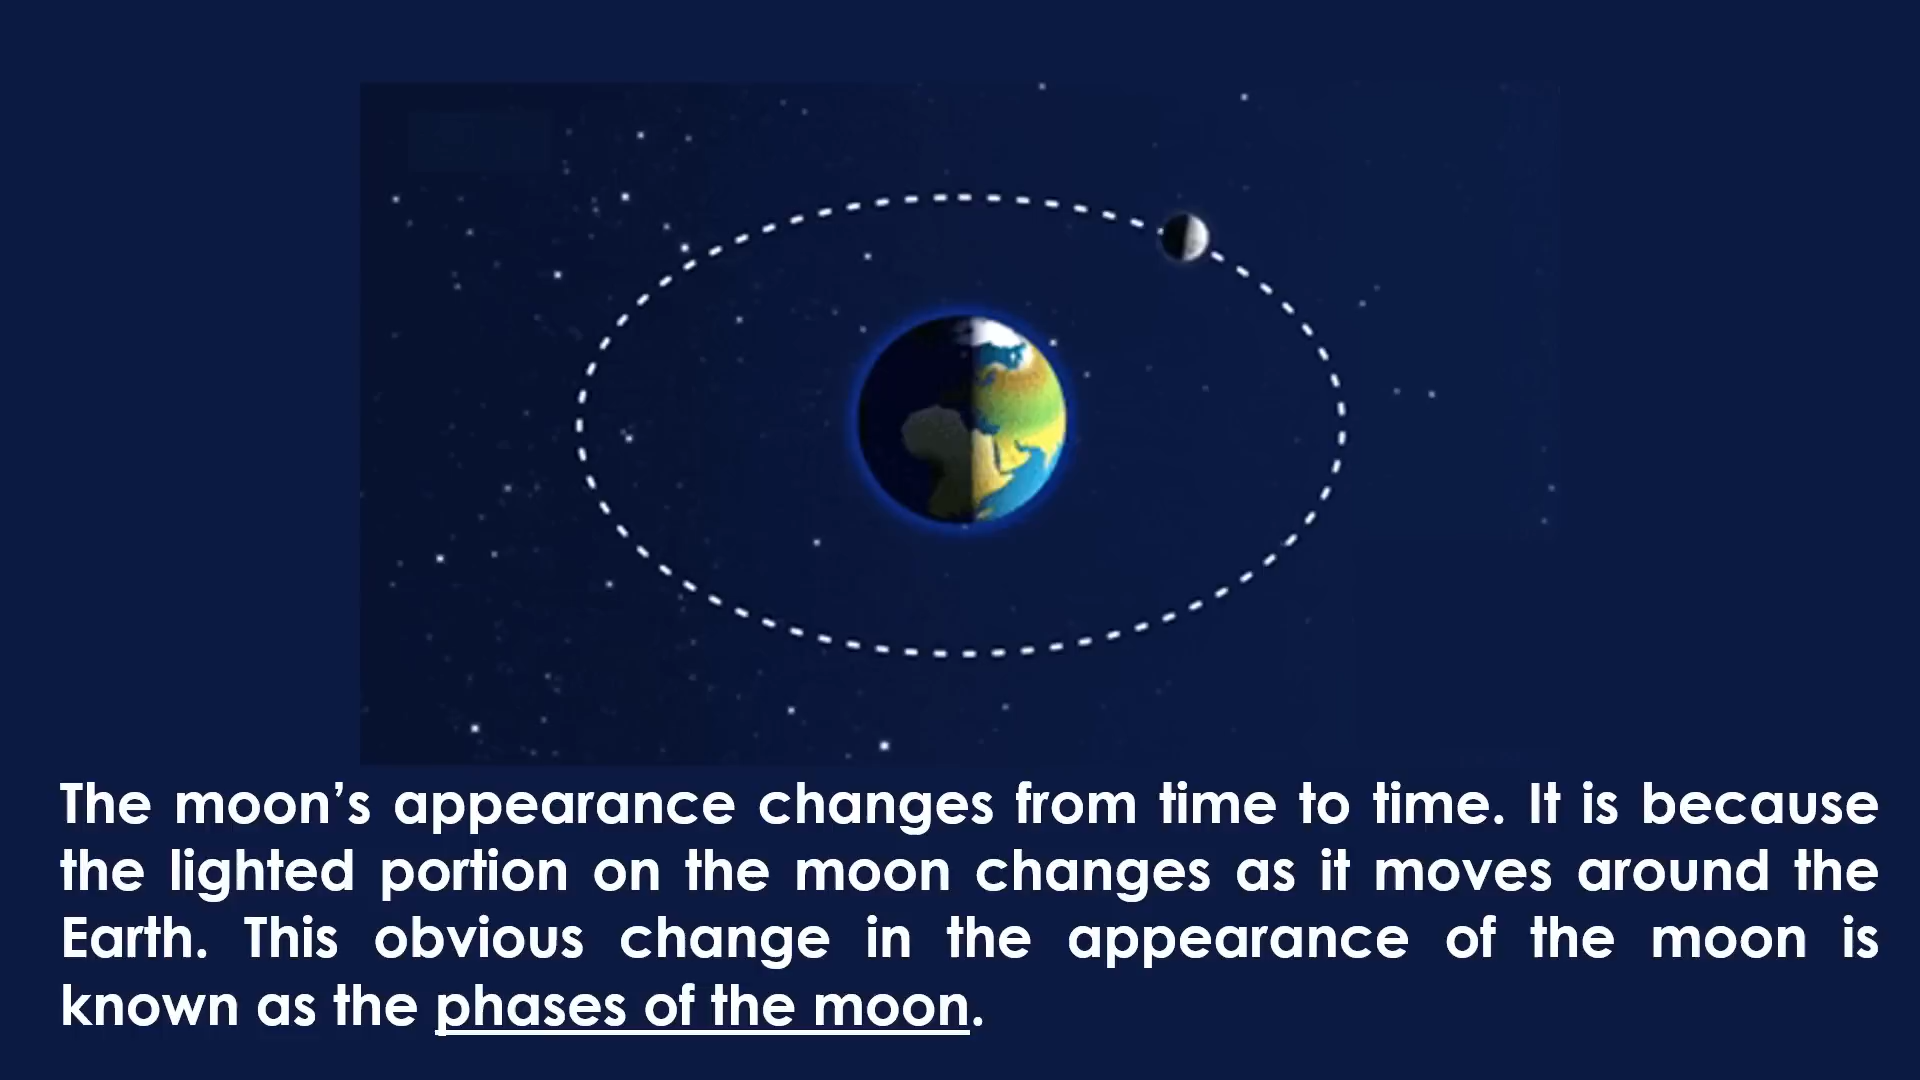 The moon’s appearance changes from time to time. It is because
the lighted portion on the moon changes as it moves around the
Earth. This obvious change in the appearance of the moon is
known as the phases of the moon.